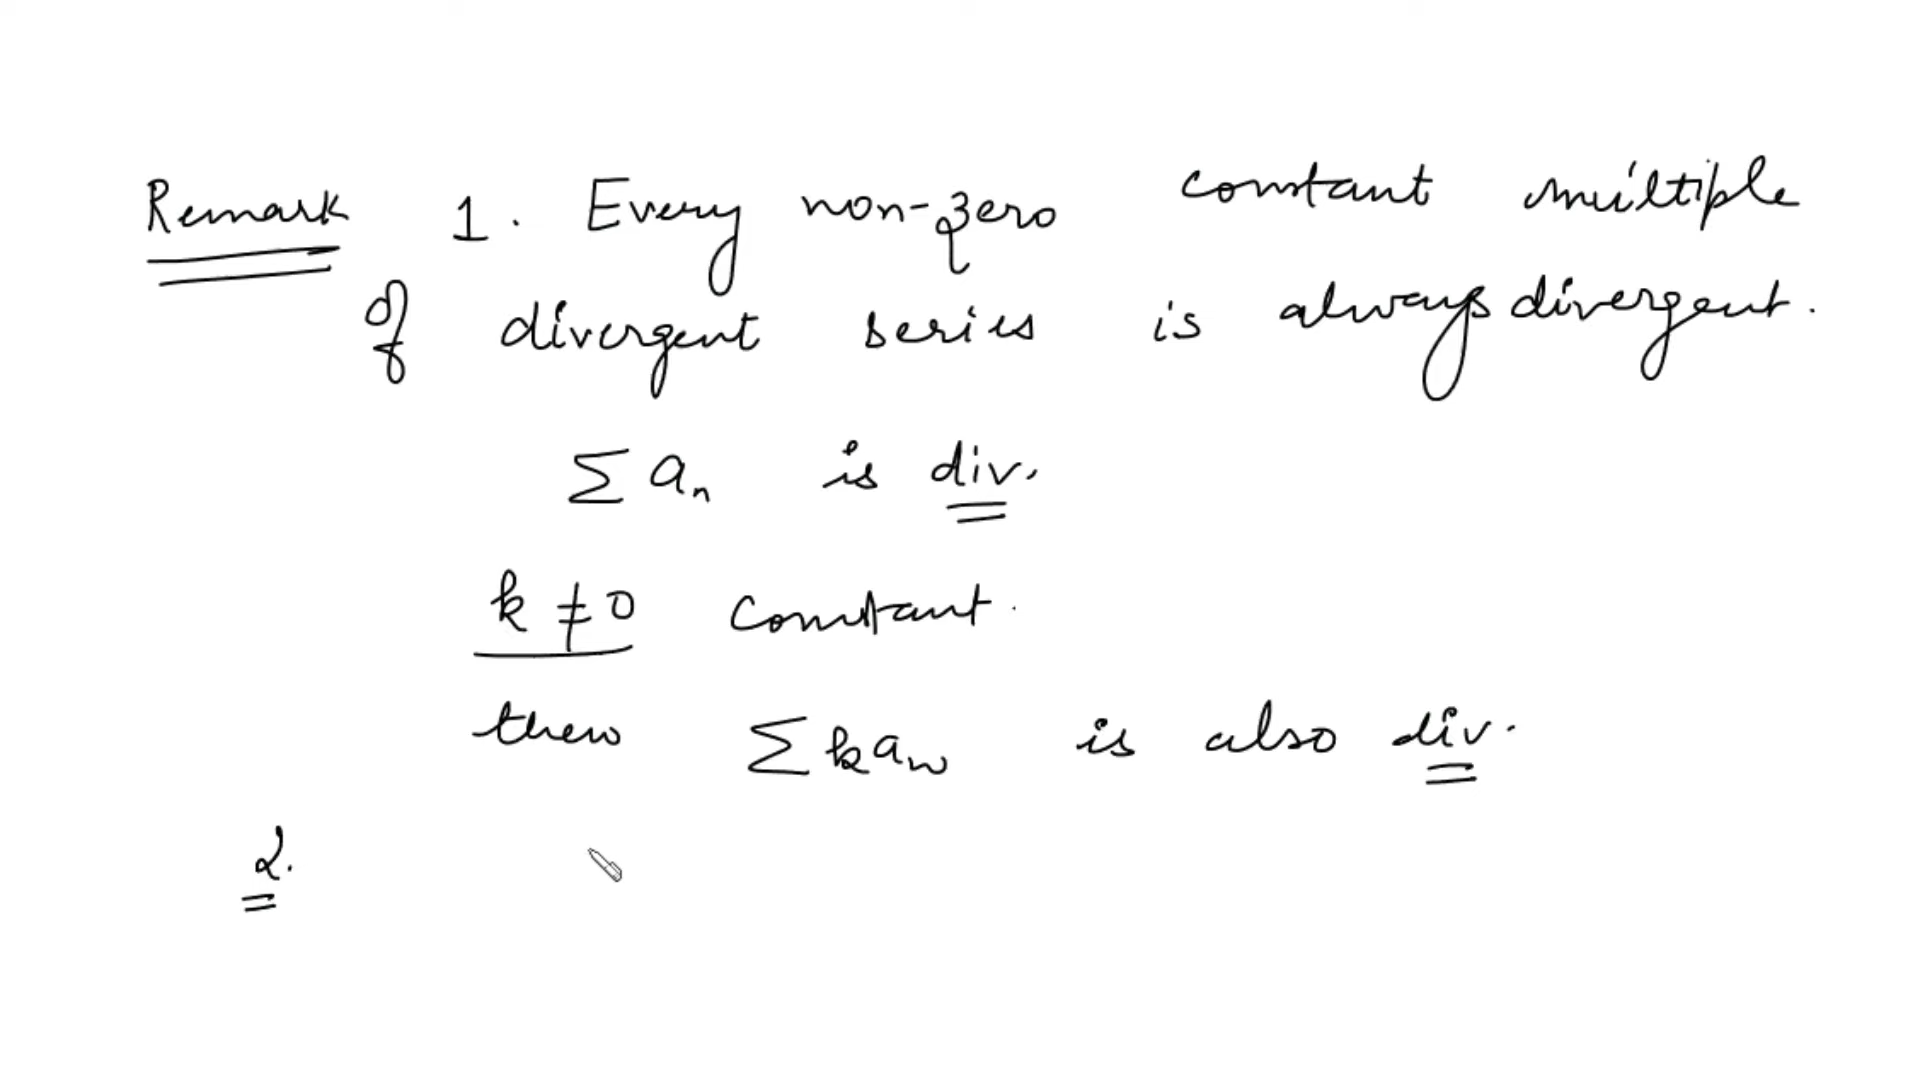 Remark 1. Every non-zero constant multiple
of divergent series is always divergent.
∑ aₙ is div.
k ≠ 0 constant.
then ∑ k aₙ is also div.
2.